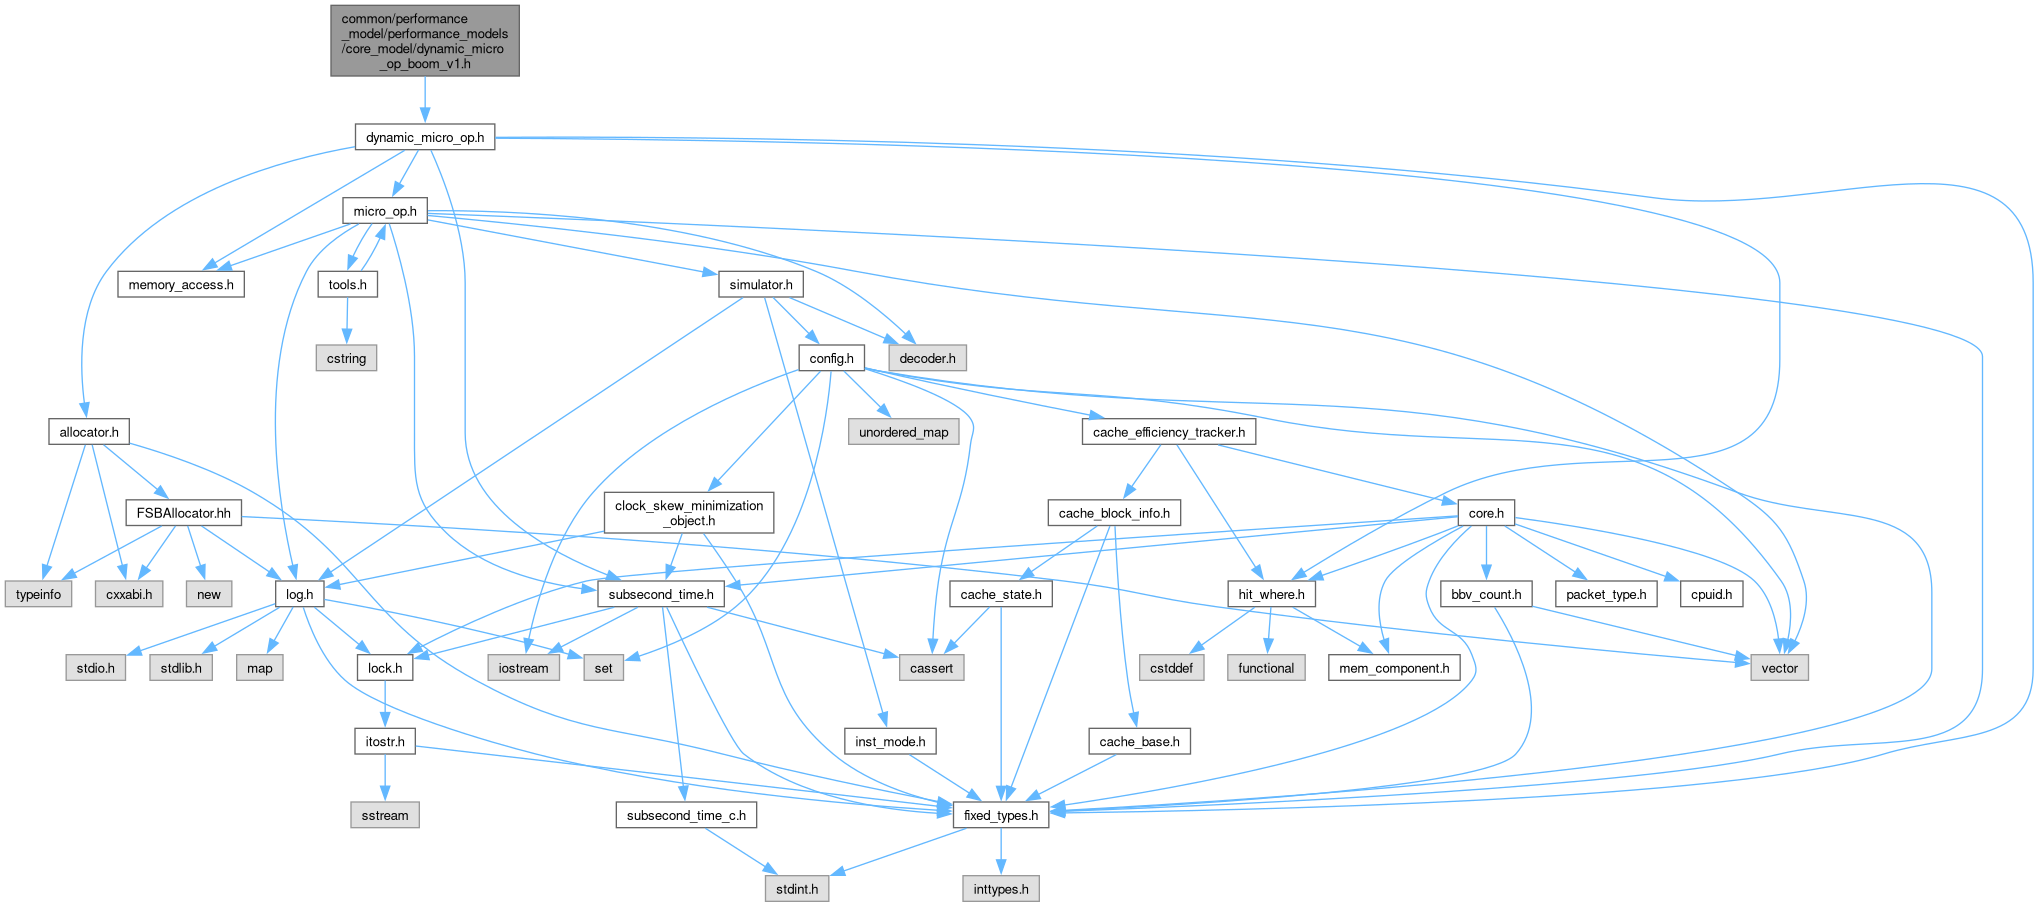 common/performance
_model/performance_models
/core_model/dynamic_micro
_op_boom_v1.h
dynamic_micro_op.h
micro_op.h
memory_access.h
tools.h
simulator.h
cstring
config.h
decoder.h
allocator.h
unordered_map
cache_efficiency_tracker.h
FSBAllocator.hh
clock_skew_minimization
_object.h
cache_block_info.h
core.h
typeinfo
cxxabi.h
new
log.h
subsecond_time.h
cache_state.h
hit_where.h
bbv_count.h
packet_type.h
cpuid.h
stdio.h
stdlib.h
map
lock.h
iostream
set
cassert
cstddef
functional
mem_component.h
vector
itostr.h
inst_mode.h
cache_base.h
sstream
subsecond_time_c.h
fixed_types.h
stdint.h
inttypes.h